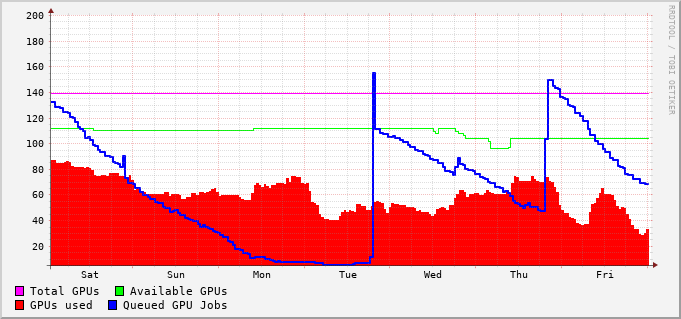 200
180
160
140
120
100
80
60
40
20
Sat Sun Mon Tue Wed Thu Fri
Total GPUs Available GPUs
GPUs used Queued GPU Jobs
RRDTOOL / TOBI OETIKER